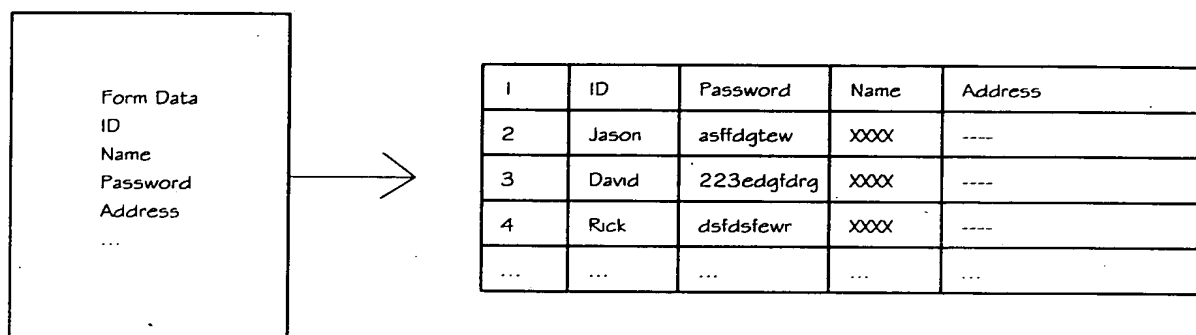 Form Data
ID
Name
Password
Address
...
1 ID Password Name Address
2 Jason asffdgtew XXXX ----
3 David 223edgfdrg XXXX ----
4 Rick dsfdsfewr XXXX ----
... ... ... ... ...